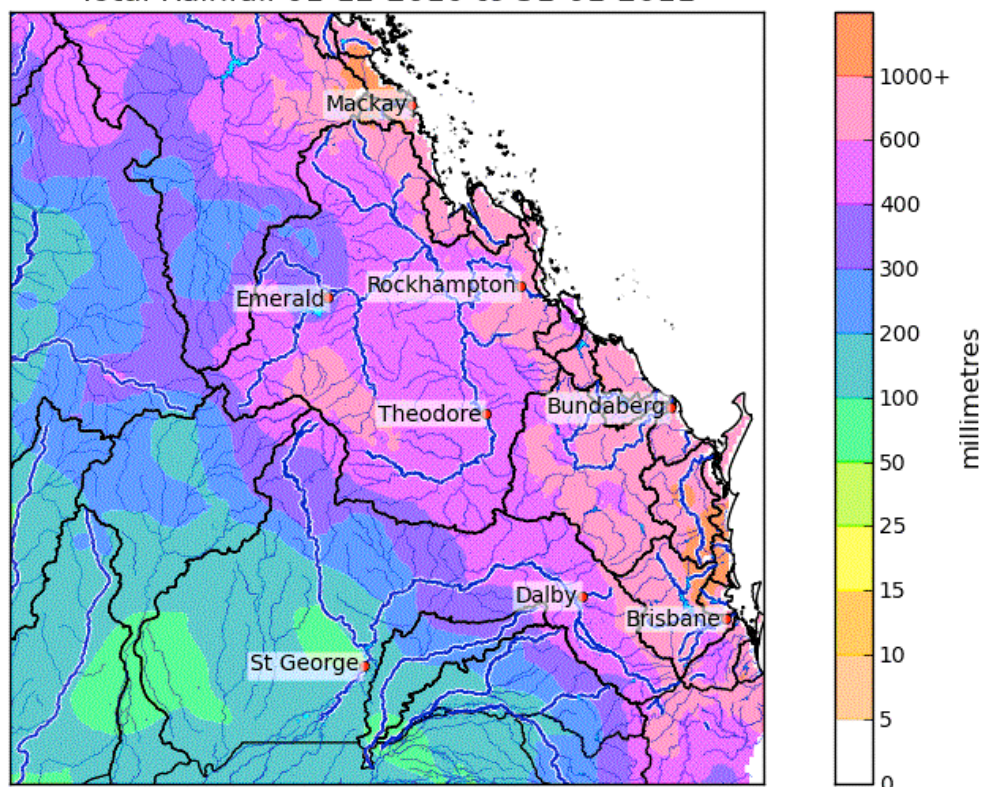 Mackay
Rockhampton
Emerald
Theodore
Bundaberg
Dalby
Brisbane
St George
1000+
600
400
300
200
100
50
25
15
10
5
0
millimetres